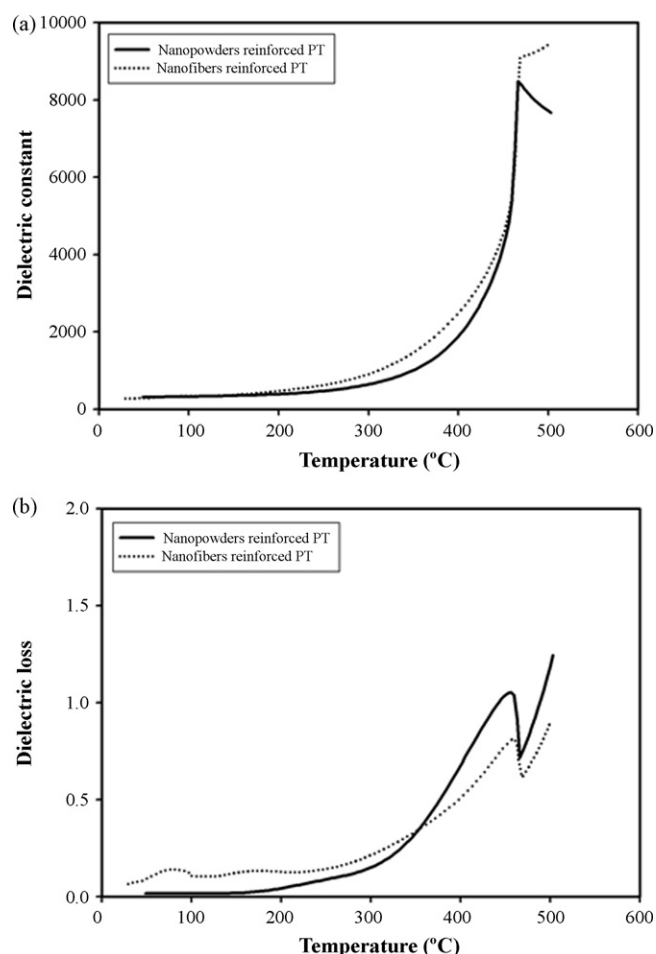 (a)
10000
8000
6000
4000
2000
0
Dielectric constant
Nanopowders reinforced PT
Nanofibers reinforced PT
0 100 200 300 400 500 600
Temperature (ºC)
(b)
2.0
1.5
1.0
0.5
0.0
Dielectric loss
Nanopowders reinforced PT
Nanofibers reinforced PT
0 100 200 300 400 500 600
Temperature (ºC)